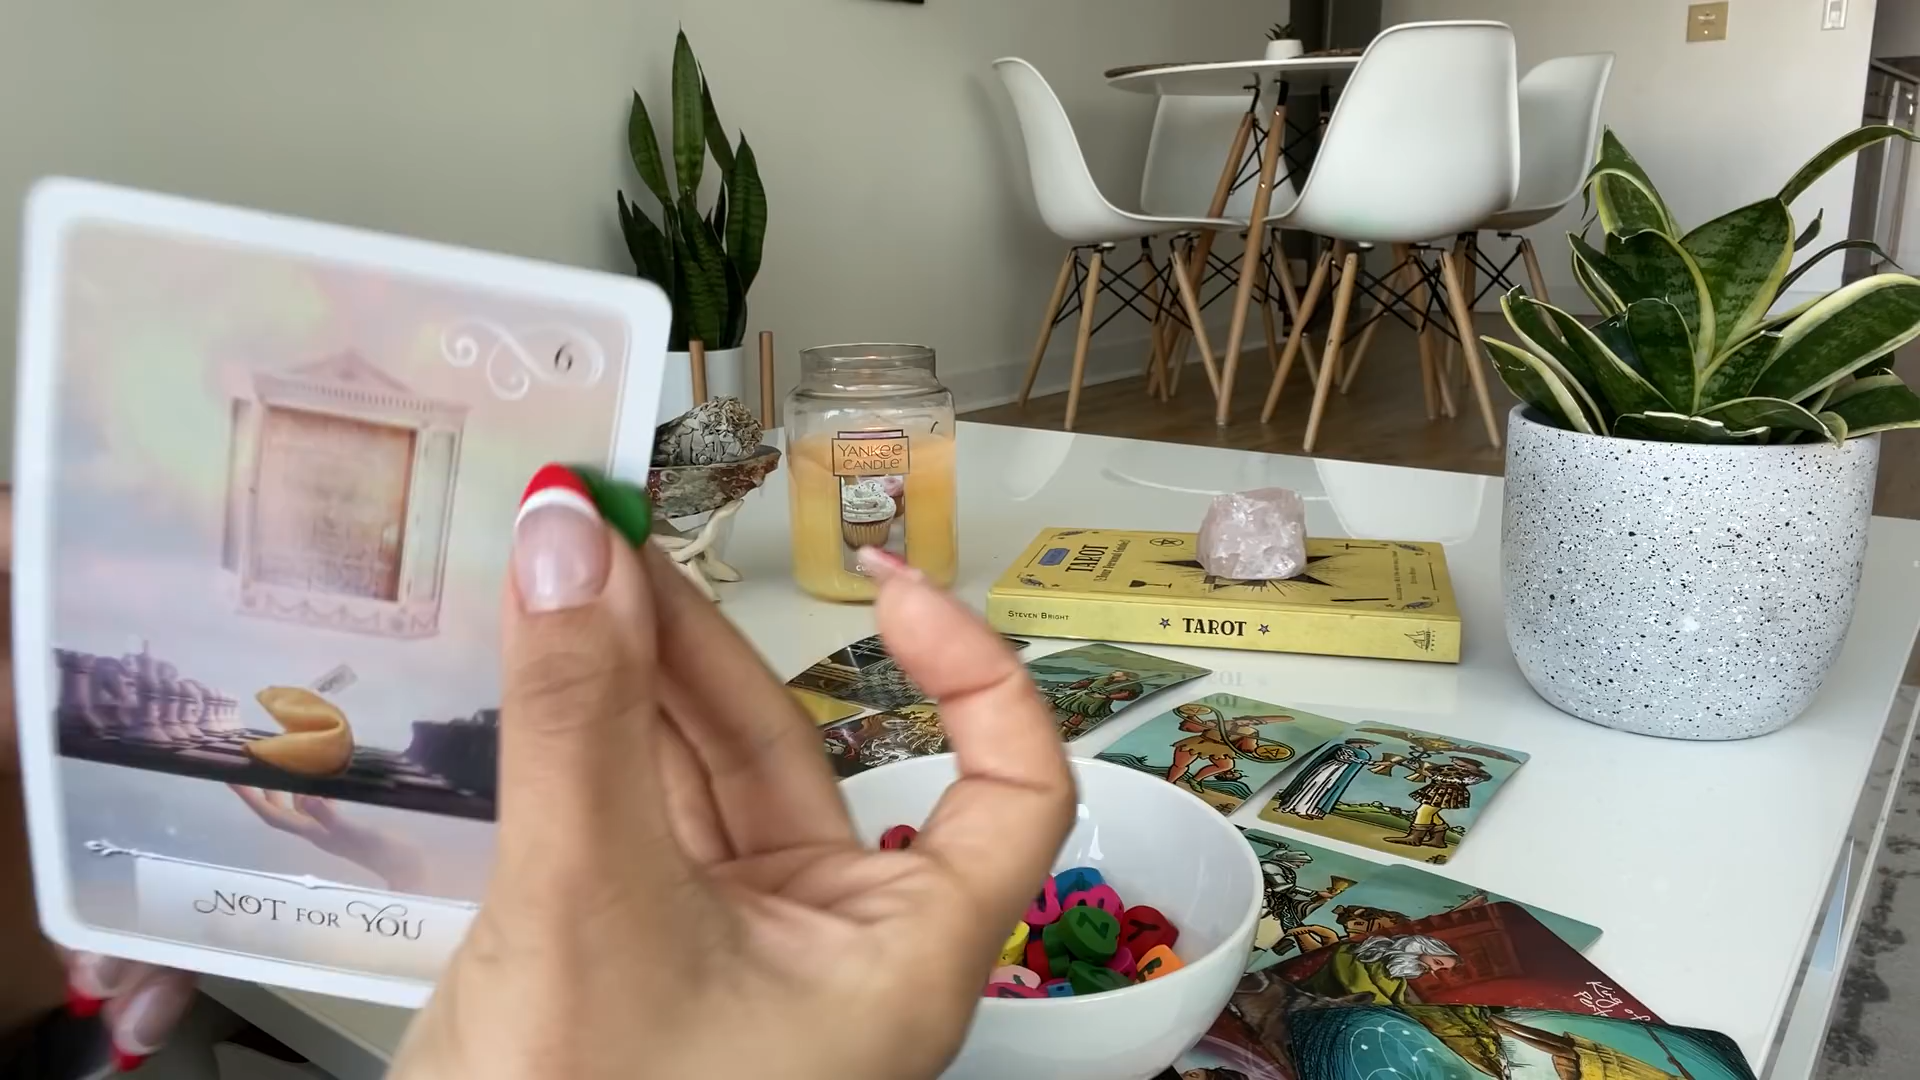 6
NOT FOR YOU
YANKEE
CANDLE®
TAROT
STEVEN BRIGHT
TAROT